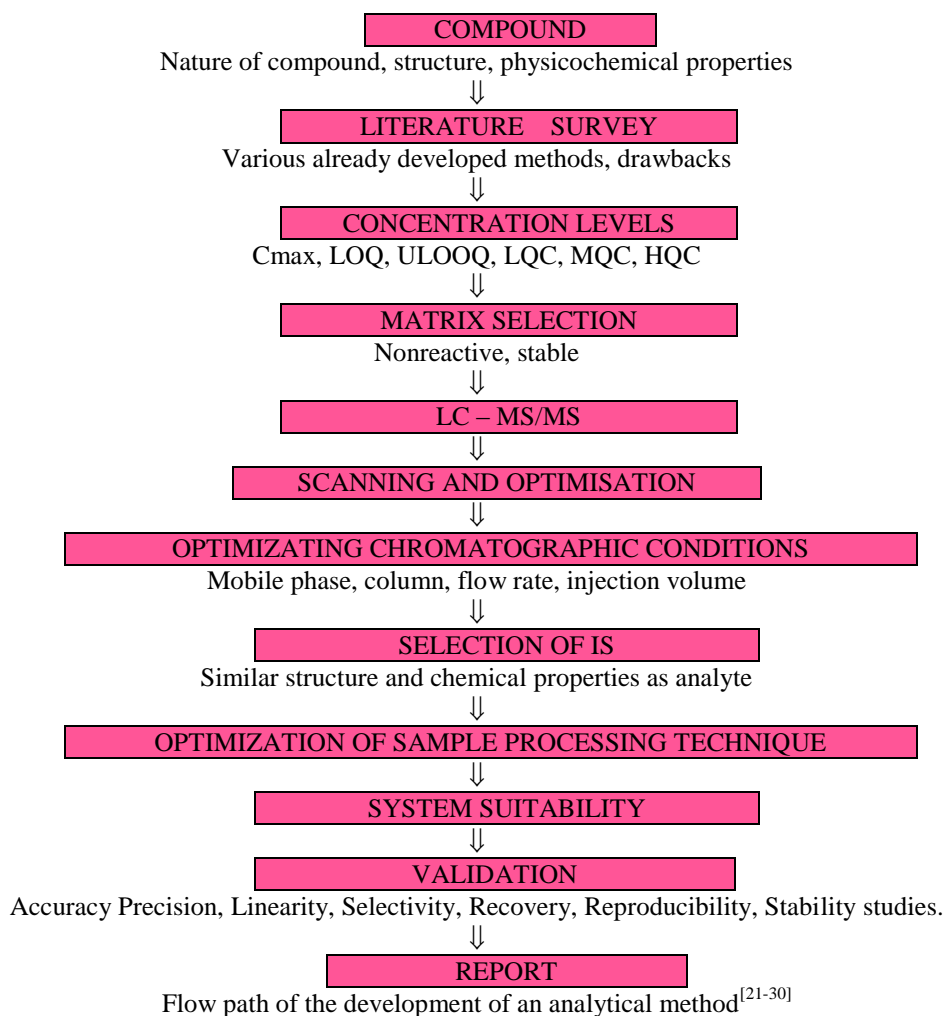 COMPOUND
Nature of compound, structure, physicochemical properties
⇓
LITERATURE SURVEY
Various already developed methods, drawbacks
⇓
CONCENTRATION LEVELS
Cmax, LOQ, ULOOQ, LQC, MQC, HQC
⇓
MATRIX SELECTION
Nonreactive, stable
⇓
LC – MS/MS
⇓
SCANNING AND OPTIMISATION
⇓
OPTIMIZATING CHROMATOGRAPHIC CONDITIONS
Mobile phase, column, flow rate, injection volume
⇓
SELECTION OF IS
Similar structure and chemical properties as analyte
⇓
OPTIMIZATION OF SAMPLE PROCESSING TECHNIQUE
⇓
SYSTEM SUITABILITY
⇓
VALIDATION
Accuracy Precision, Linearity, Selectivity, Recovery, Reproducibility, Stability studies.
⇓
REPORT
Flow path of the development of an analytical method[21-30]